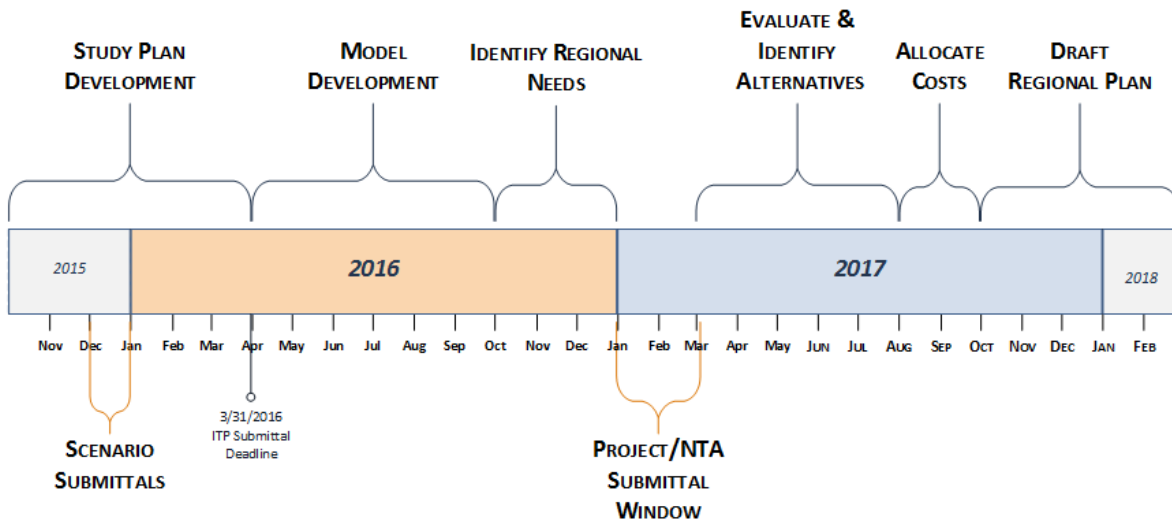 STUDY PLAN
DEVELOPMENT
MODEL
DEVELOPMENT
IDENTIFY REGIONAL
NEEDS
EVALUATE &
IDENTIFY
ALTERNATIVES
ALLOCATE
COSTS
DRAFT
REGIONAL PLAN
2015
2016
2017
2018
Nov Dec Jan Feb Mar Apr May Jun Jul Aug Sep Oct Nov Dec Jan Feb Mar Apr May JUN JUL AUG SEP OCT NOV DEC JAN FEB
3/31/2016
ITP Submittal
Deadline
SCENARIO
SUBMITTALS
PROJECT/NTA
SUBMITTAL
WINDOW